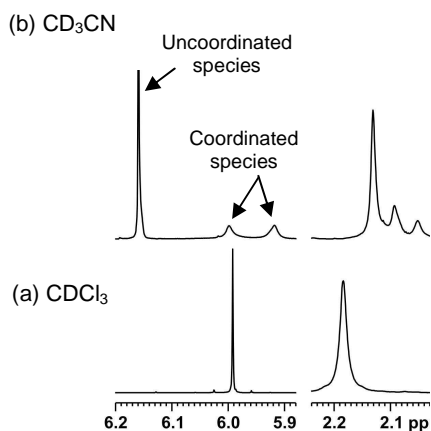 (b) CD₃CN
Uncoordinated
species
Coordinated
species
(a) CDCl₃
6.2 6.1 6.0 5.9 2.2 2.1 pp